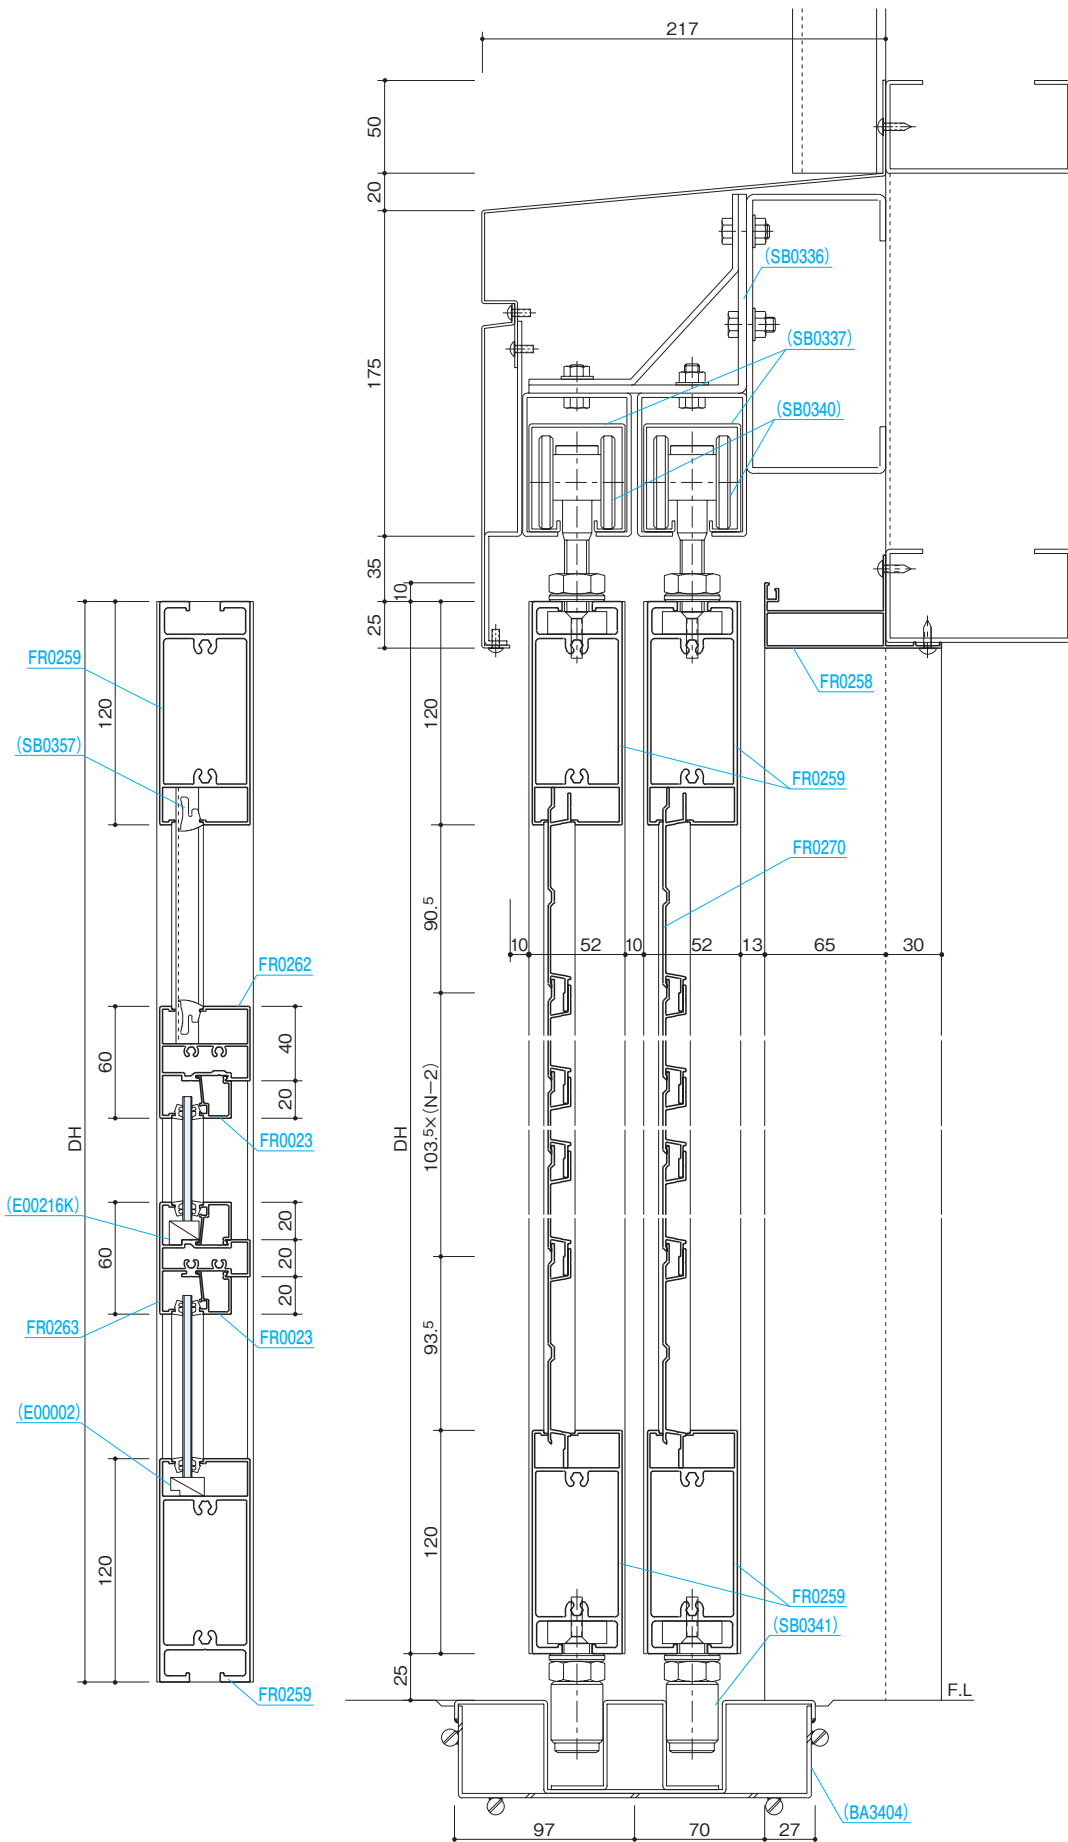 217
50
20
(SB0336)
(SB0337)
175
(SB0340)
35
10
25
FR0259
120
120
FR0258
(SB0357)
FR0259
FR0270
90.5
10 52 10 52 13 65 30
FR0262
60
40
20
103.5×(N−2)
DH
DH
FR0023
(E00216K)
60
20
20
20
FR0263
FR0023
93.5
(E00002)
120
120
FR0259
(SB0341)
25
FR0259
F.L
(BA3404)
97 70 27